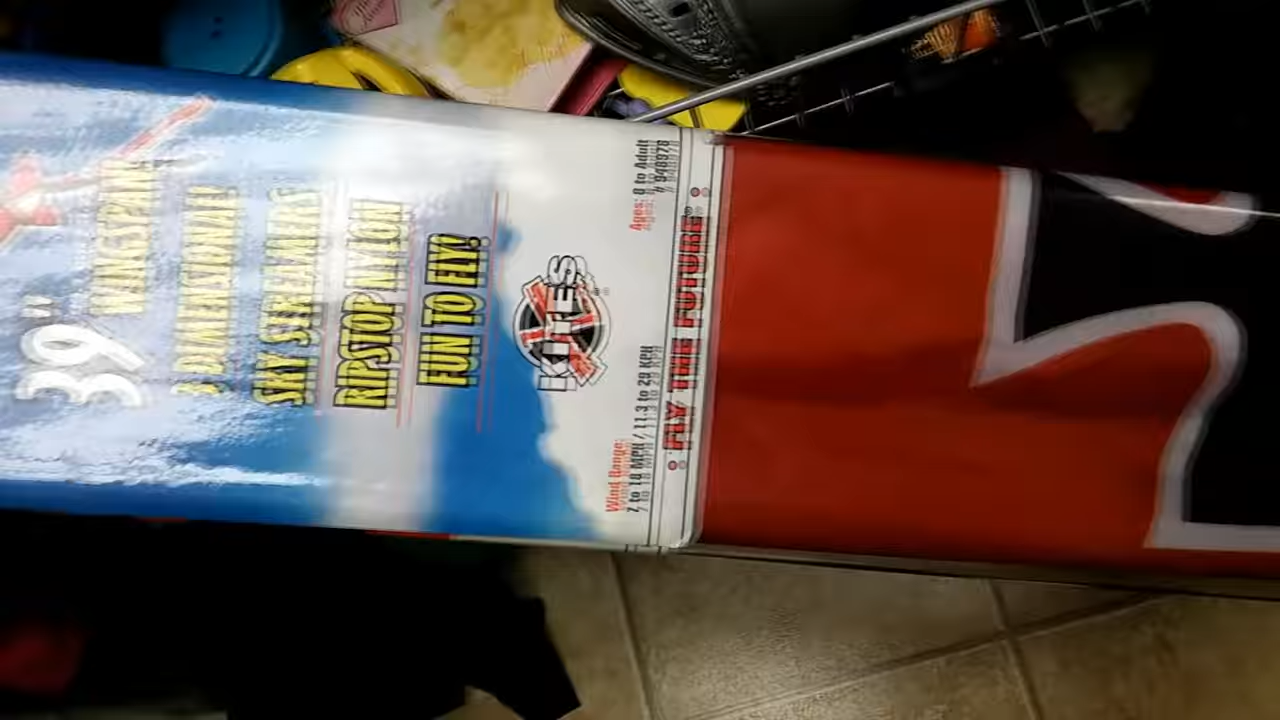 39"
WINGSPAN
3 DIMENSIONAL
SKY STREAMERS
RIPSTOP NYLON
FUN TO FLY!
X KITES®
Wind Range:
7 to 18 MPH / 11.3 to 29 KPH
Ages: 8 to Adult
# 948978
• FLY THE FUTURE® •